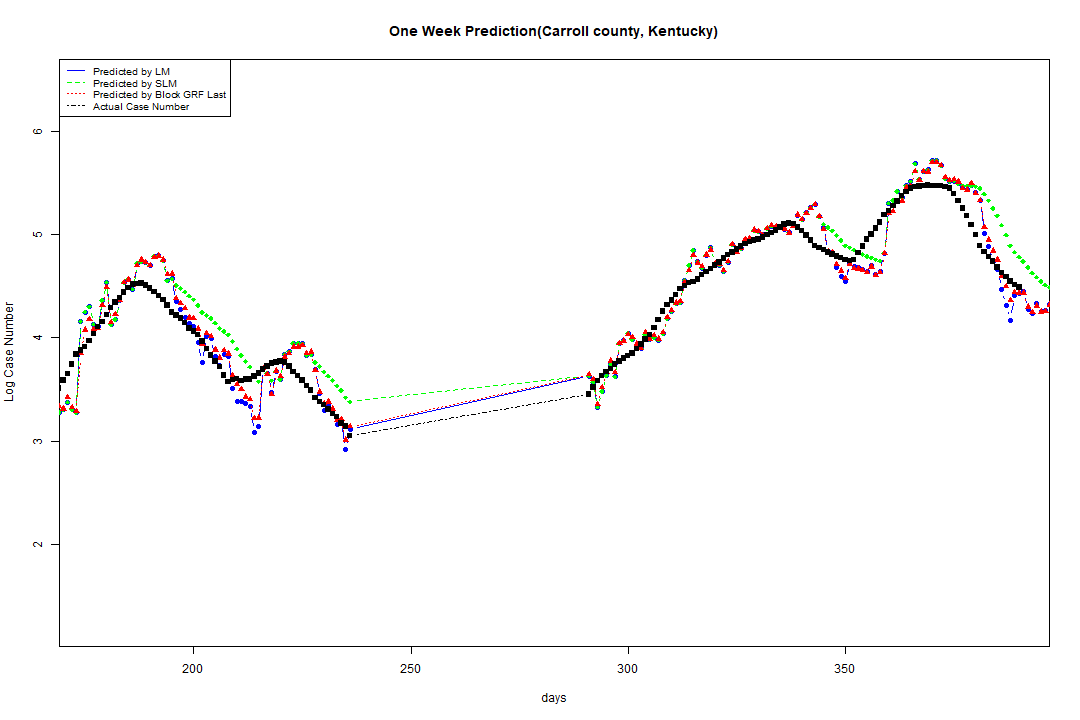 One Week Prediction(Carroll county, Kentucky)
Predicted by LM
Predicted by SLM
Predicted by Block GRF Last
Actual Case Number
Log Case Number
6
5
4
3
2
200
250
300
350
days